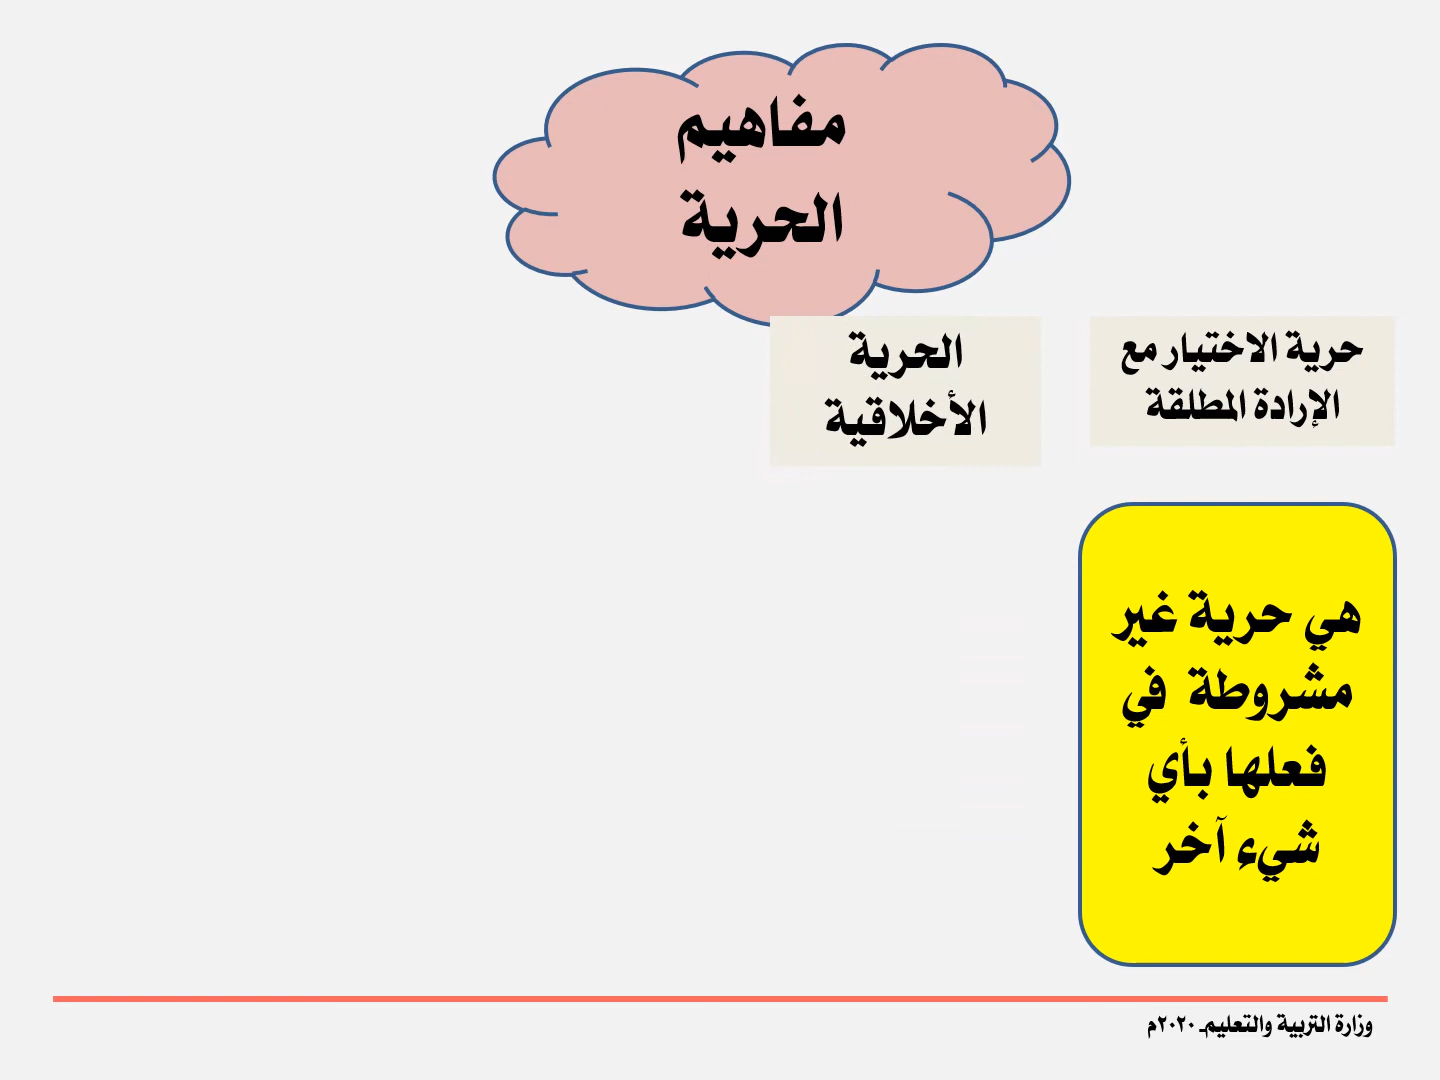 مفاهيم
الحرية
حرية الاختيار مع
الإرادة المطلقة
الحرية
الأخلاقية
هي حرية غير
مشروطة في
فعلها بأي
شيء آخر
وزارة التربية والتعليمـ ٢٠٢٠م